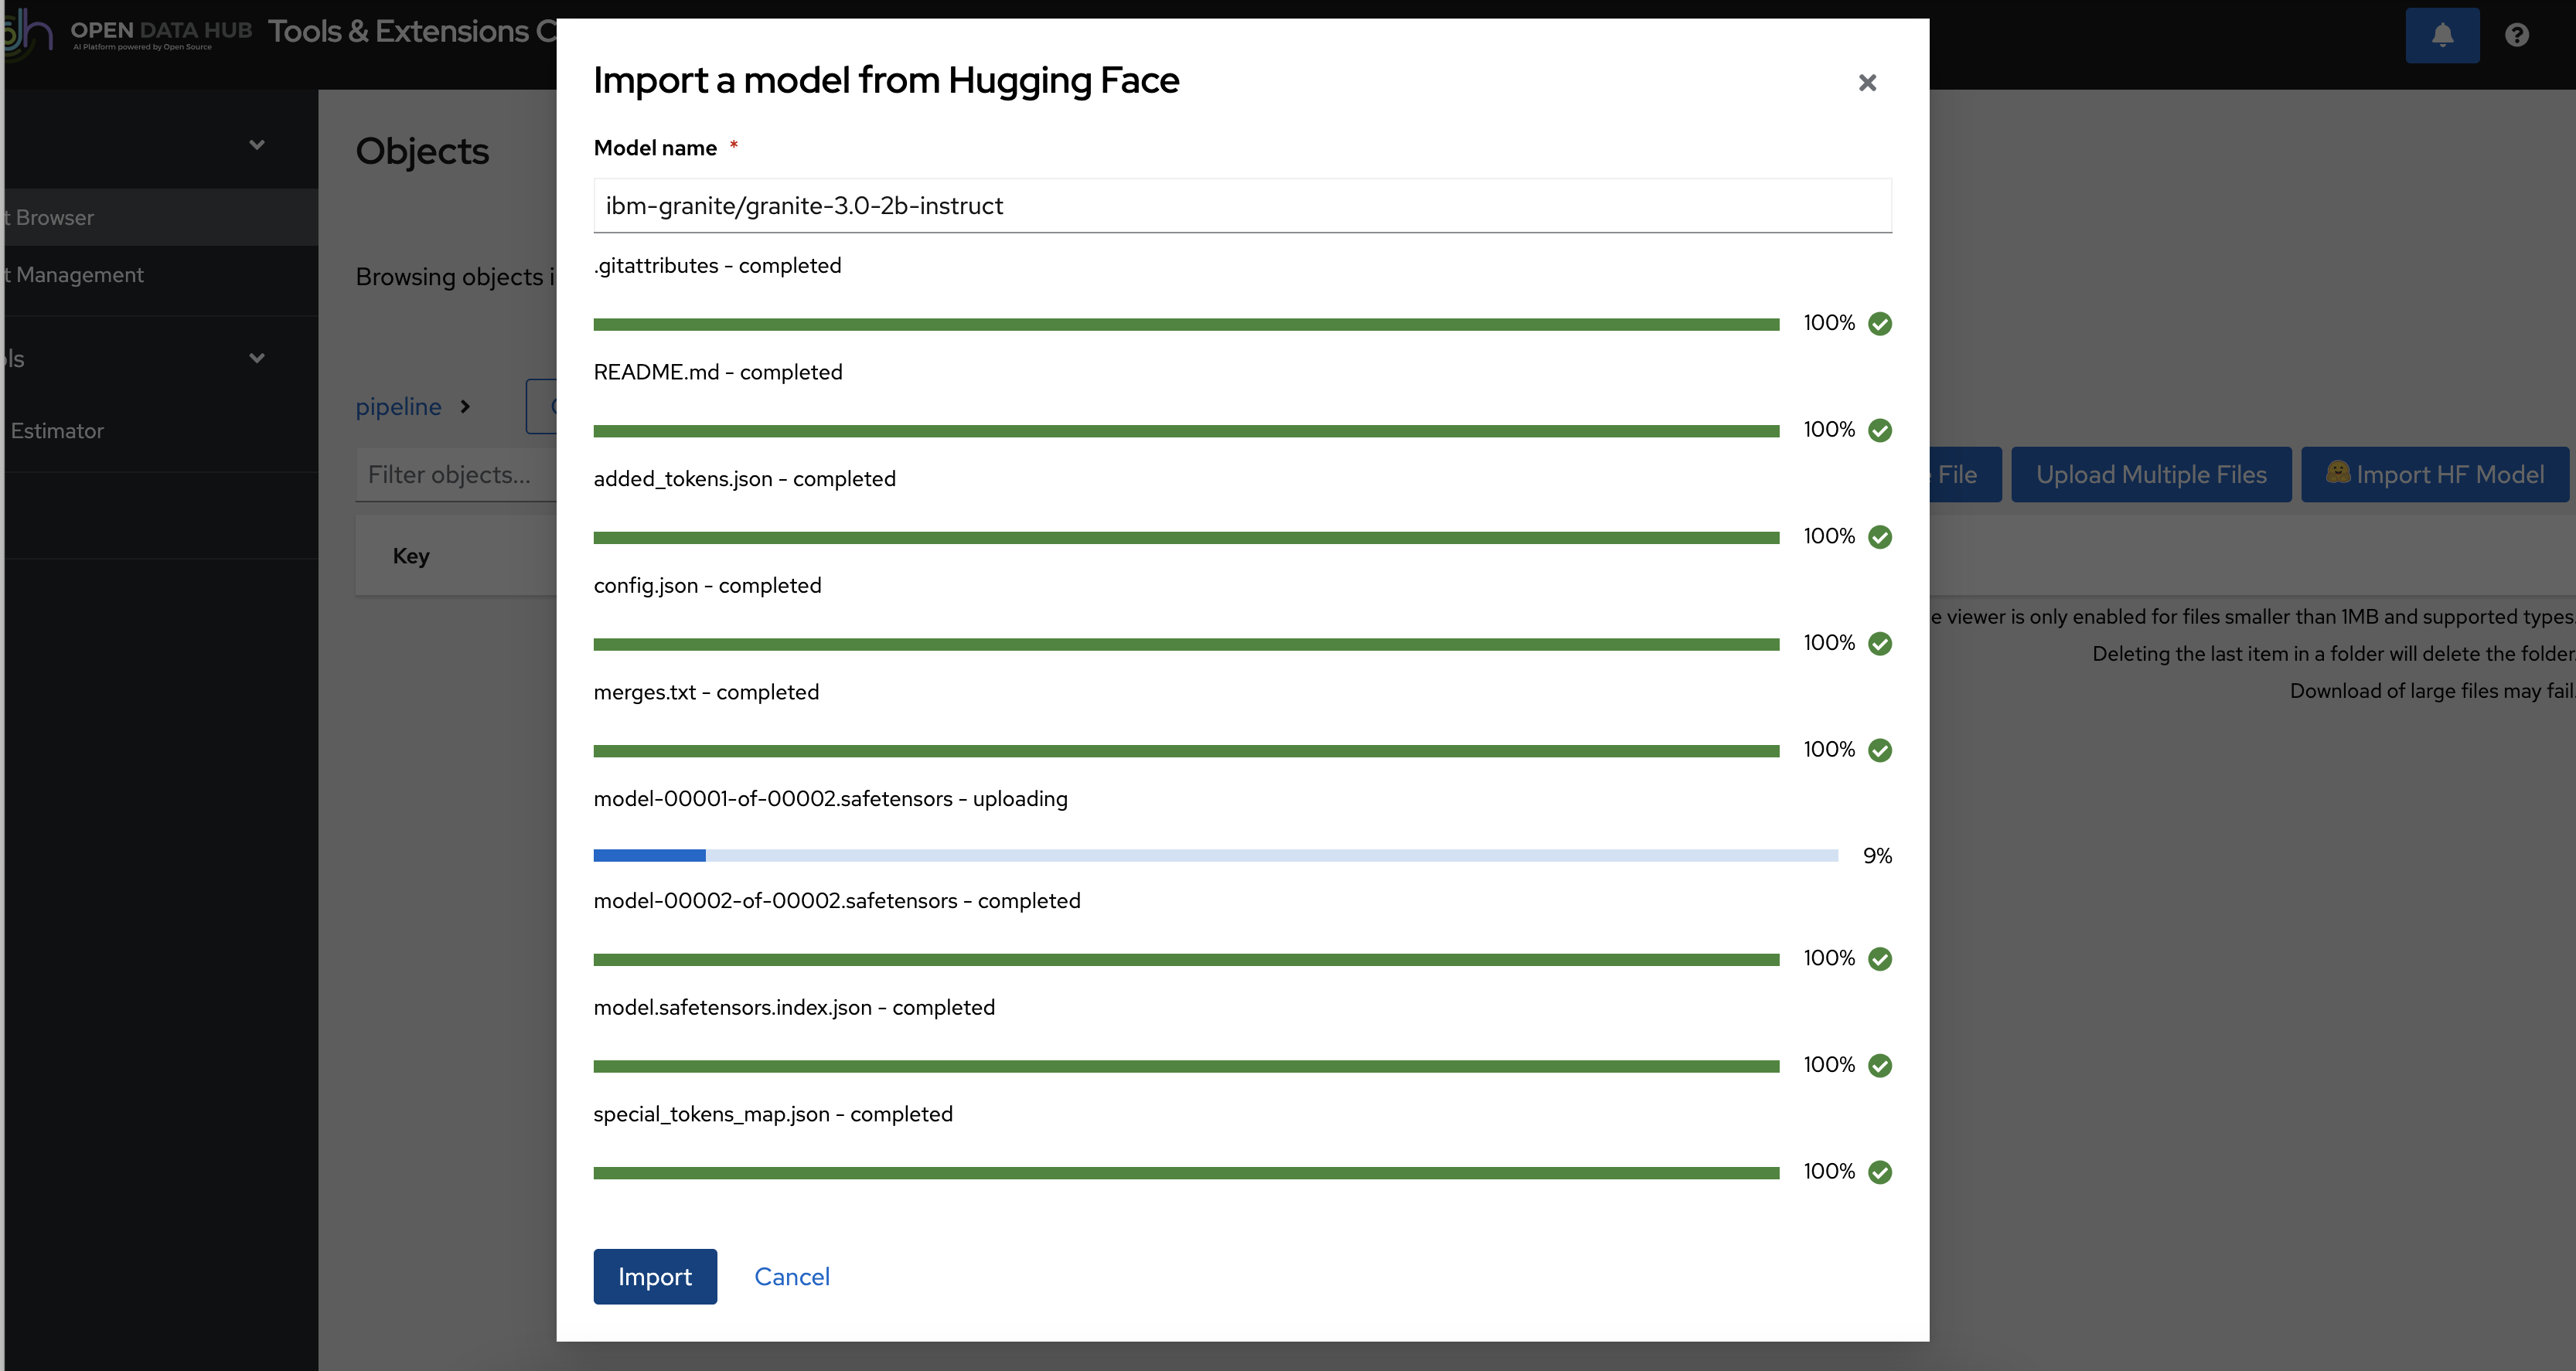 OPEN DATA HUB
AI Platform powered by Open Source
Tools & Extensions C
Import a model from Hugging Face
Model name *
ibm-granite/granite-3.0-2b-instruct
.gitattributes - completed
100%
README.md - completed
100%
added_tokens.json - completed
100%
config.json - completed
100%
merges.txt - completed
100%
model-00001-of-00002.safetensors - uploading
9%
model-00002-of-00002.safetensors - completed
100%
model.safetensors.index.json - completed
100%
special_tokens_map.json - completed
100%
Import
Cancel
t Browser
t Management
ls
Estimator
Objects
Browsing objects i
pipeline
Filter objects...
File
Upload Multiple Files
Import HF Model
Key
e viewer is only enabled for files smaller than 1MB and supported types.
Deleting the last item in a folder will delete the folder.
Download of large files may fail.